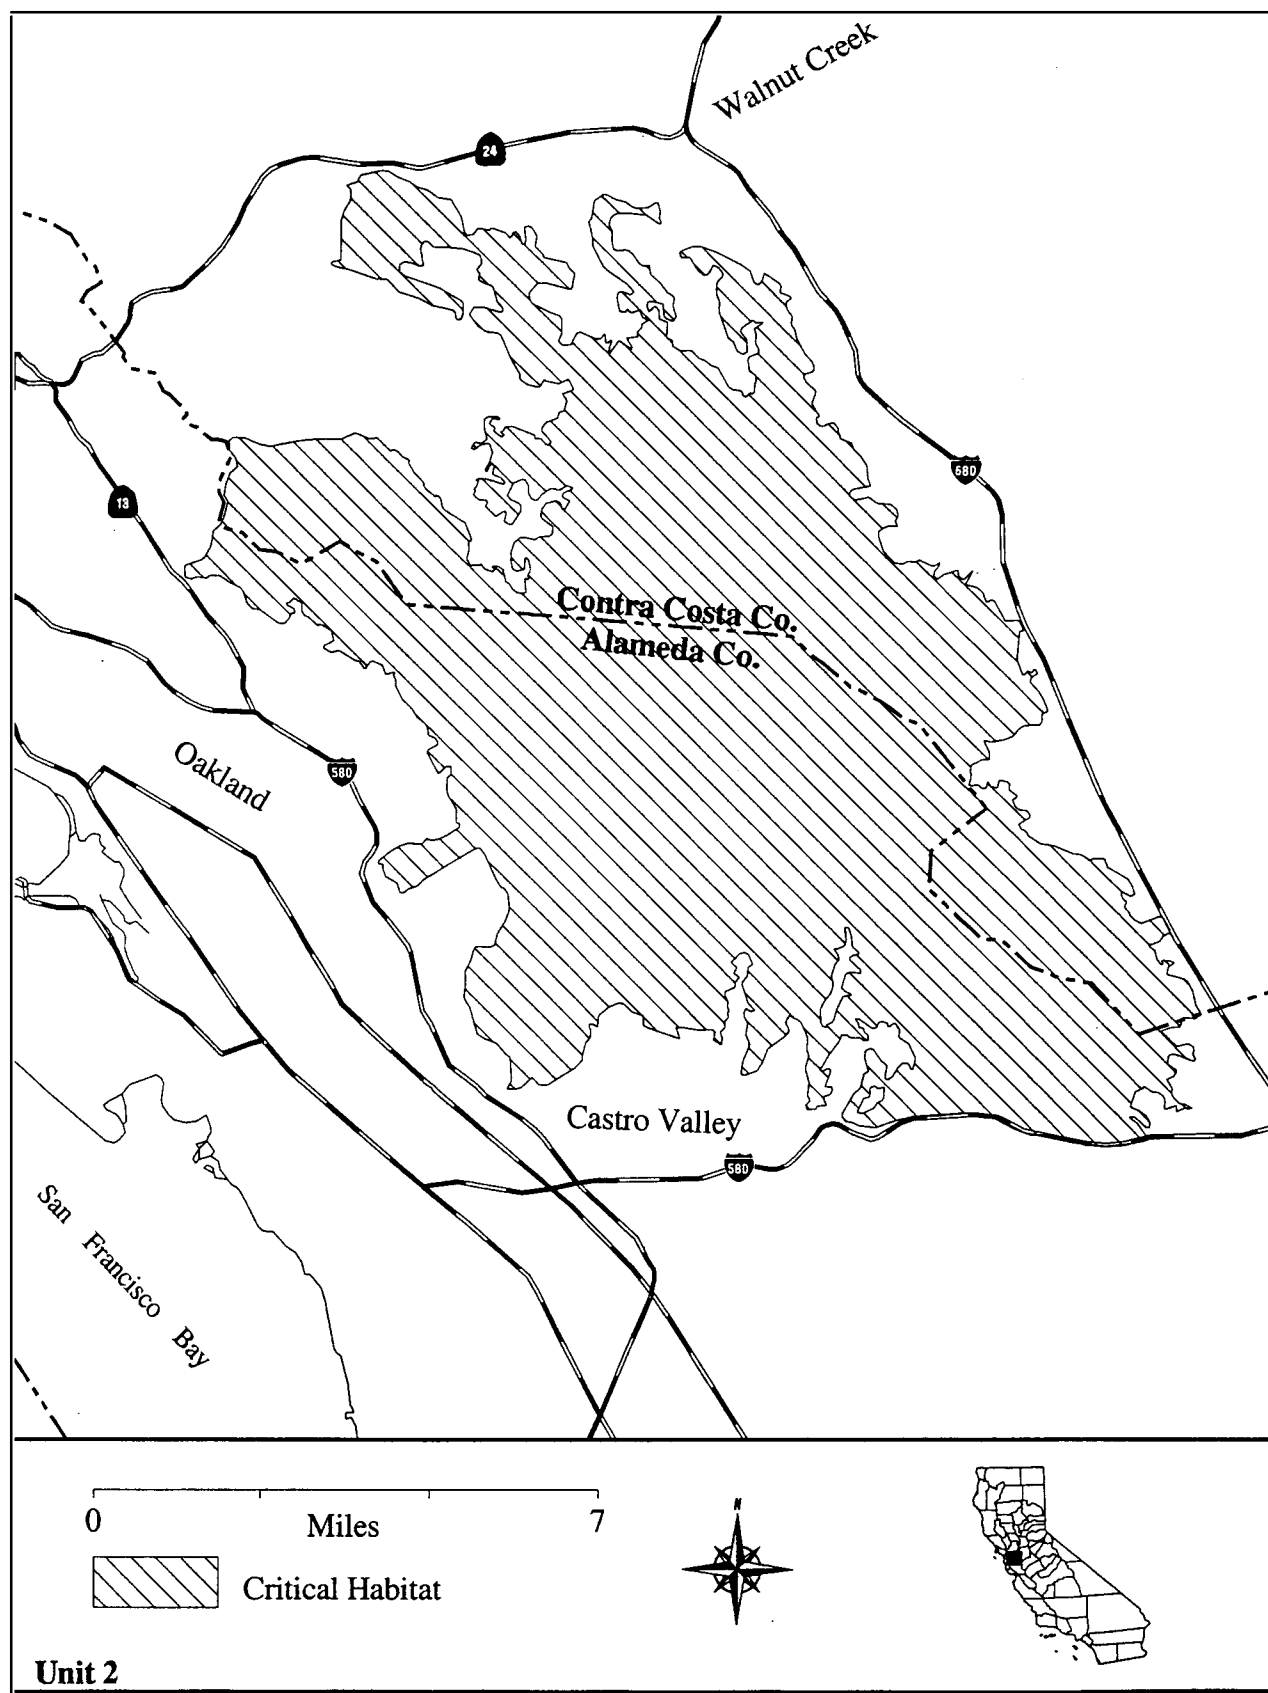 Walnut Creek
24
680
13
Contra Costa Co.
Alameda Co.
Oakland
580
Castro Valley
580
San Francisco Bay
0 Miles 7
N
Critical Habitat
Unit 2